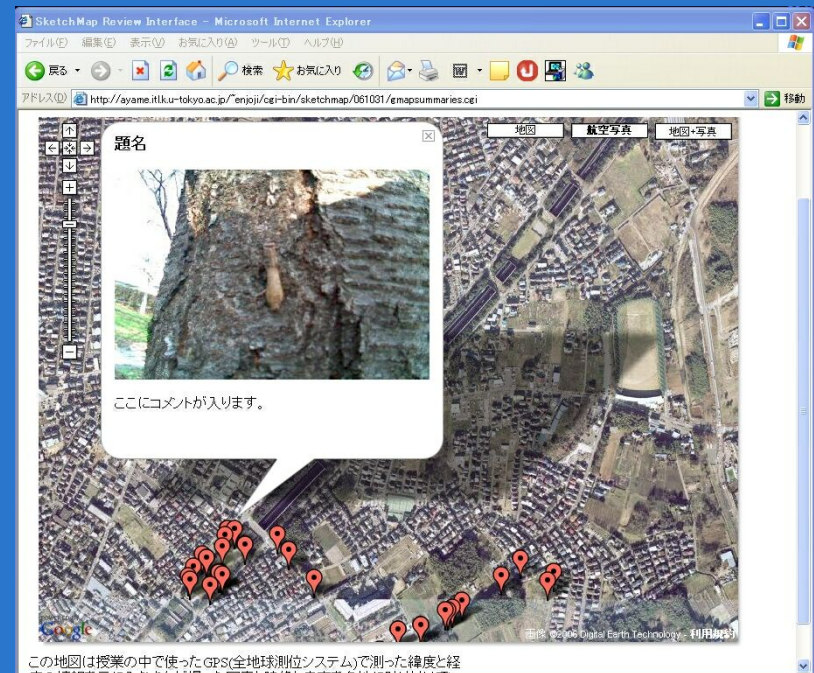 SketchMap Review Interface - Microsoft Internet Explorer
ファイル(F) 編集(E) 表示(V) お気に入り(A) ツール(T) ヘルプ(H)
戻る 検索 お気に入り
アドレス(D) http://ayame.itl.k.u-tokyo.ac.jp/~enjoji/cgi-bin/sketchmap/061031/gmapsummaries.cgi 移動
地図 航空写真 地図+写真
題名
ここにコメントが入ります。
Google
画像 ©2006 Digital Earth Technology - 利用規約
この地図は授業の中で使ったGPS(全地球測位システム)で測った緯度と経